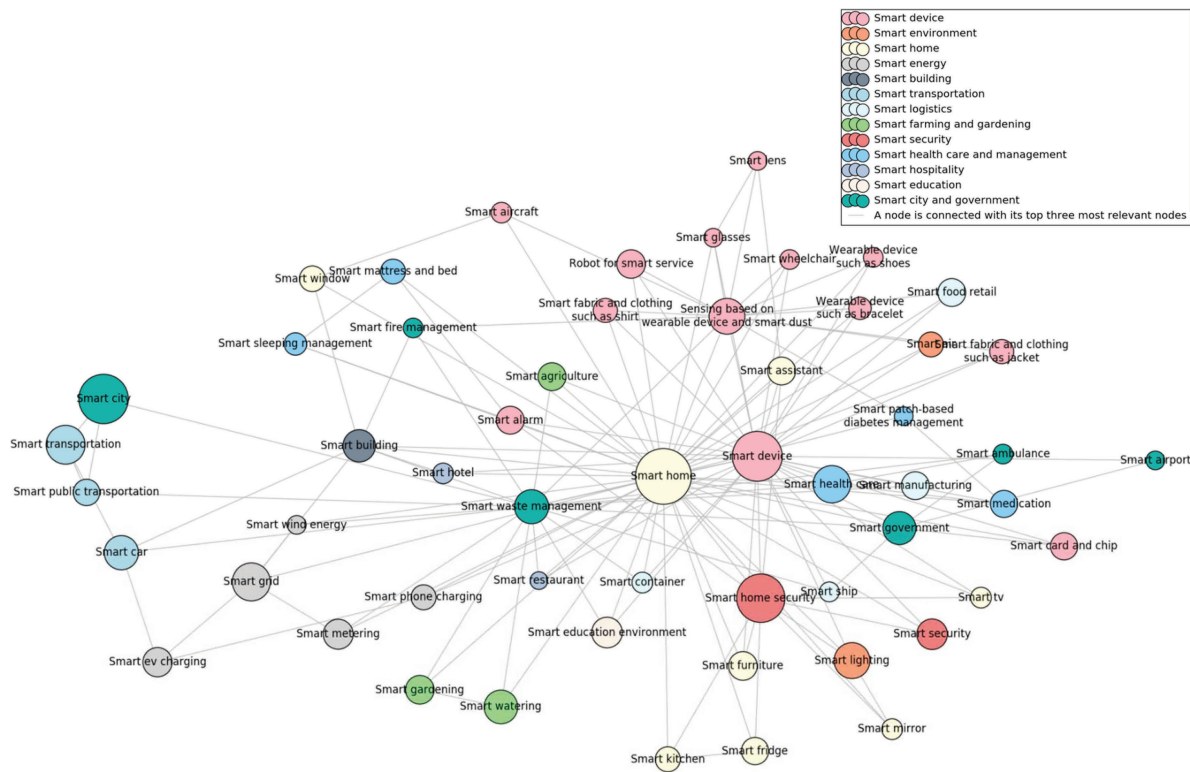 Smart device
Smart environment
Smart home
Smart energy
Smart building
Smart transportation
Smart logistics
Smart farming and gardening
Smart security
Smart health care and management
Smart hospitality
Smart education
Smart city and government
A node is connected with its top three most relevant nodes
Smart lens
Smart aircraft
Smart glasses
Robot for smart service
Smart wheelchair
Wearable device
such as shoes
Smart window
Smart mattress and bed
Smart food retail
Smart fabric and clothing
such as shirt
Sensing based on
wearable device and smart dust
Wearable device
such as bracelet
Smart fire management
Smart sleeping management
Smart fabric and clothing
such as jacket
Smart agriculture
Smart assistant
Smart city
Smart alarm
Smart patch-based
diabetes management
Smart transportation
Smart building
Smart device
Smart ambulance
Smart airport
Smart hotel
Smart home
Smart health care
Smart manufacturing
Smart public transportation
Smart waste management
Smart medication
Smart wind energy
Smart government
Smart car
Smart card and chip
Smart grid
Smart restaurant
Smart container
Smart phone charging
Smart home security
Smart ship
Smart tv
Smart metering
Smart education environment
Smart security
Smart ev charging
Smart furniture
Smart lighting
Smart gardening
Smart watering
Smart mirror
Smart kitchen
Smart fridge